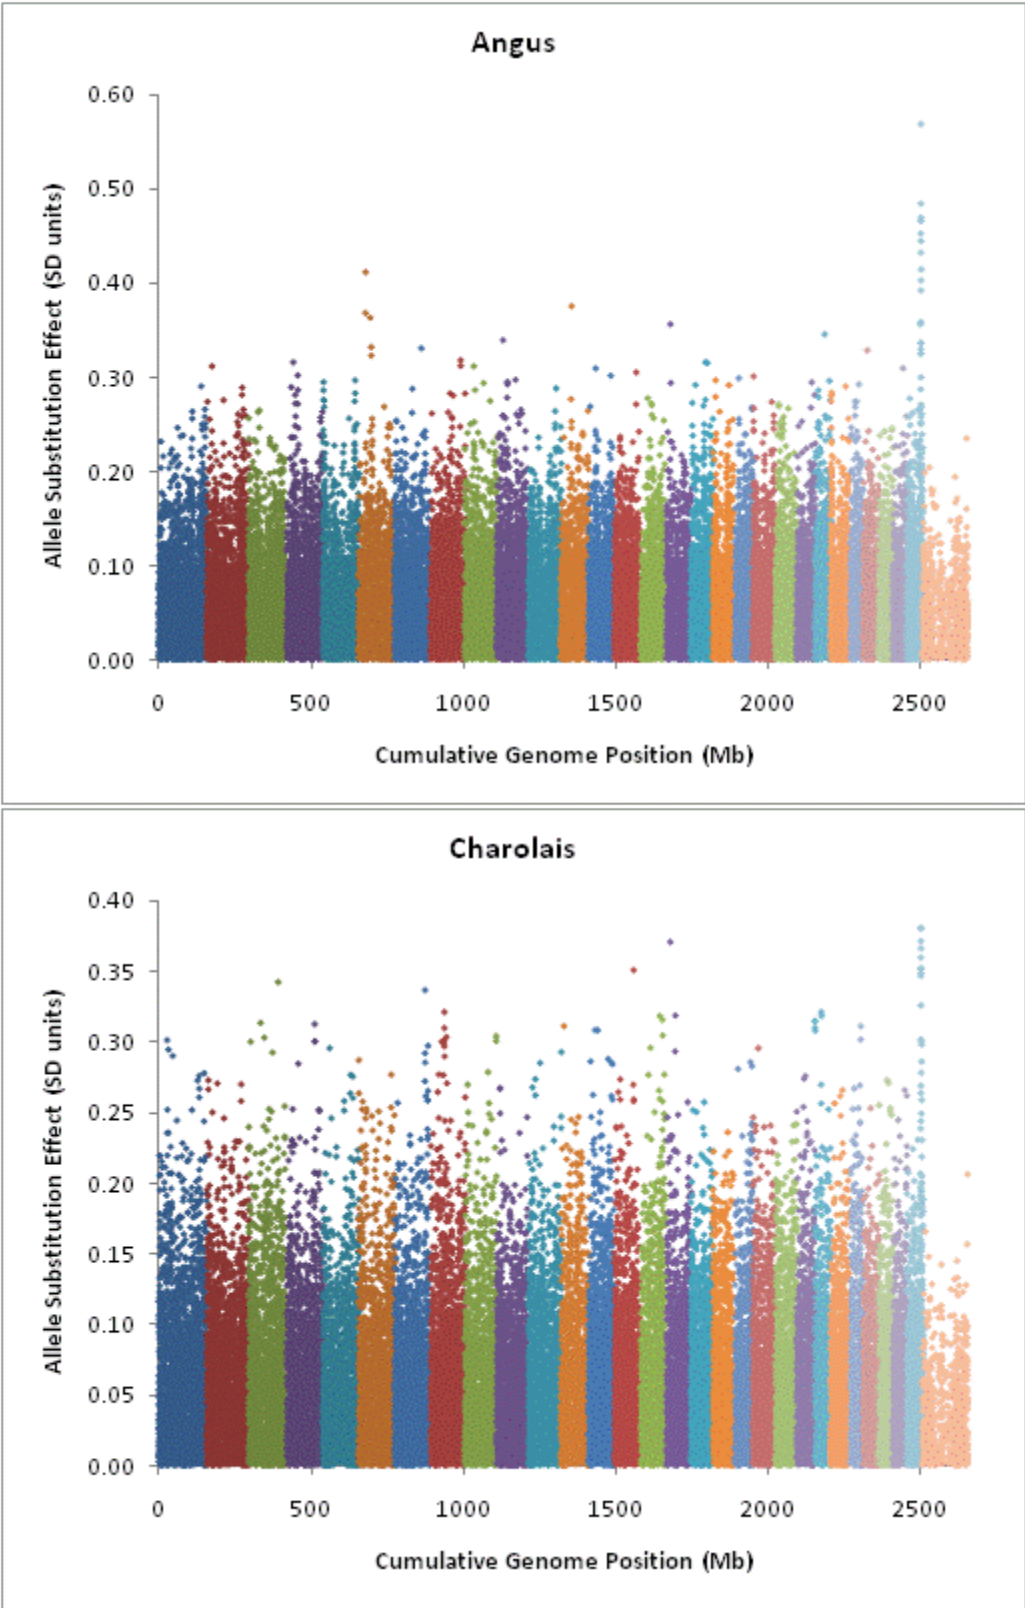 Angus
0.60
0.50
0.40
0.30
0.20
0.10
0.00
Allele Substitution Effect (SD units)
0 500 1000 1500 2000 2500
Cumulative Genome Position (Mb)
Charolais
0.40
0.35
0.30
0.25
0.20
0.15
0.10
0.05
0.00
Allele Substitution Effect (SD units)
0 500 1000 1500 2000 2500
Cumulative Genome Position (Mb)